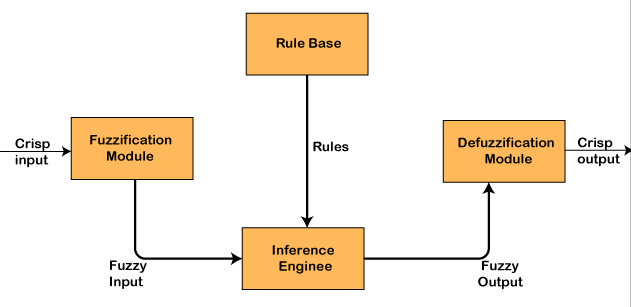 Rule Base
Crisp
input
Fuzzification
Module
Rules
Defuzzification
Module
Crisp
output
Inference
Enginee
Fuzzy
Input
Fuzzy
Output